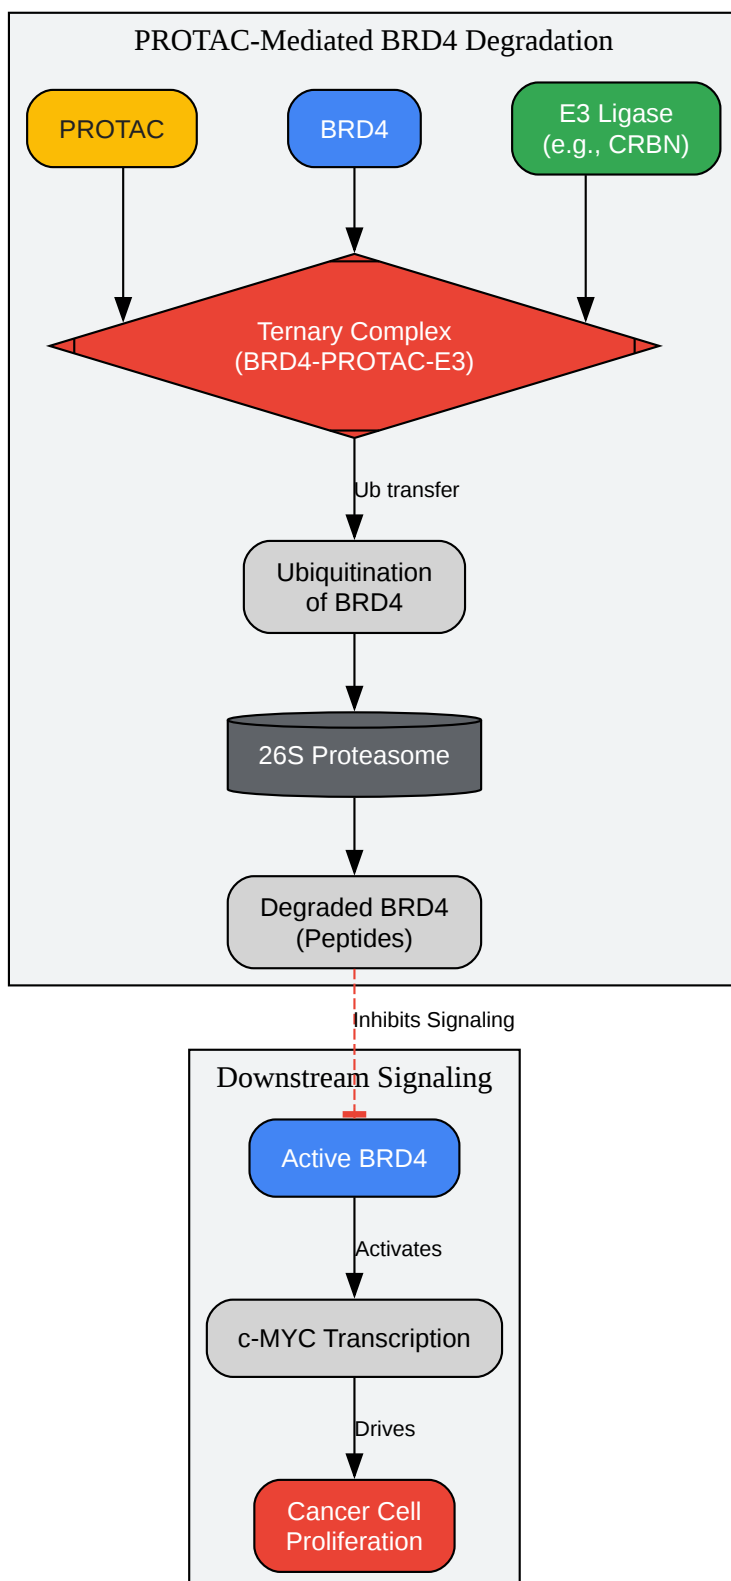 PROTAC-Mediated BRD4 Degradation
PROTAC
BRD4
E3 Ligase
(e.g., CRBN)
Ternary Complex
(BRD4-PROTAC-E3)
Ub transfer
Ubiquitination
of BRD4
26S Proteasome
Degraded BRD4
(Peptides)
Inhibits Signaling
Downstream Signaling
Active BRD4
Activates
c-MYC Transcription
Drives
Cancer Cell
Proliferation